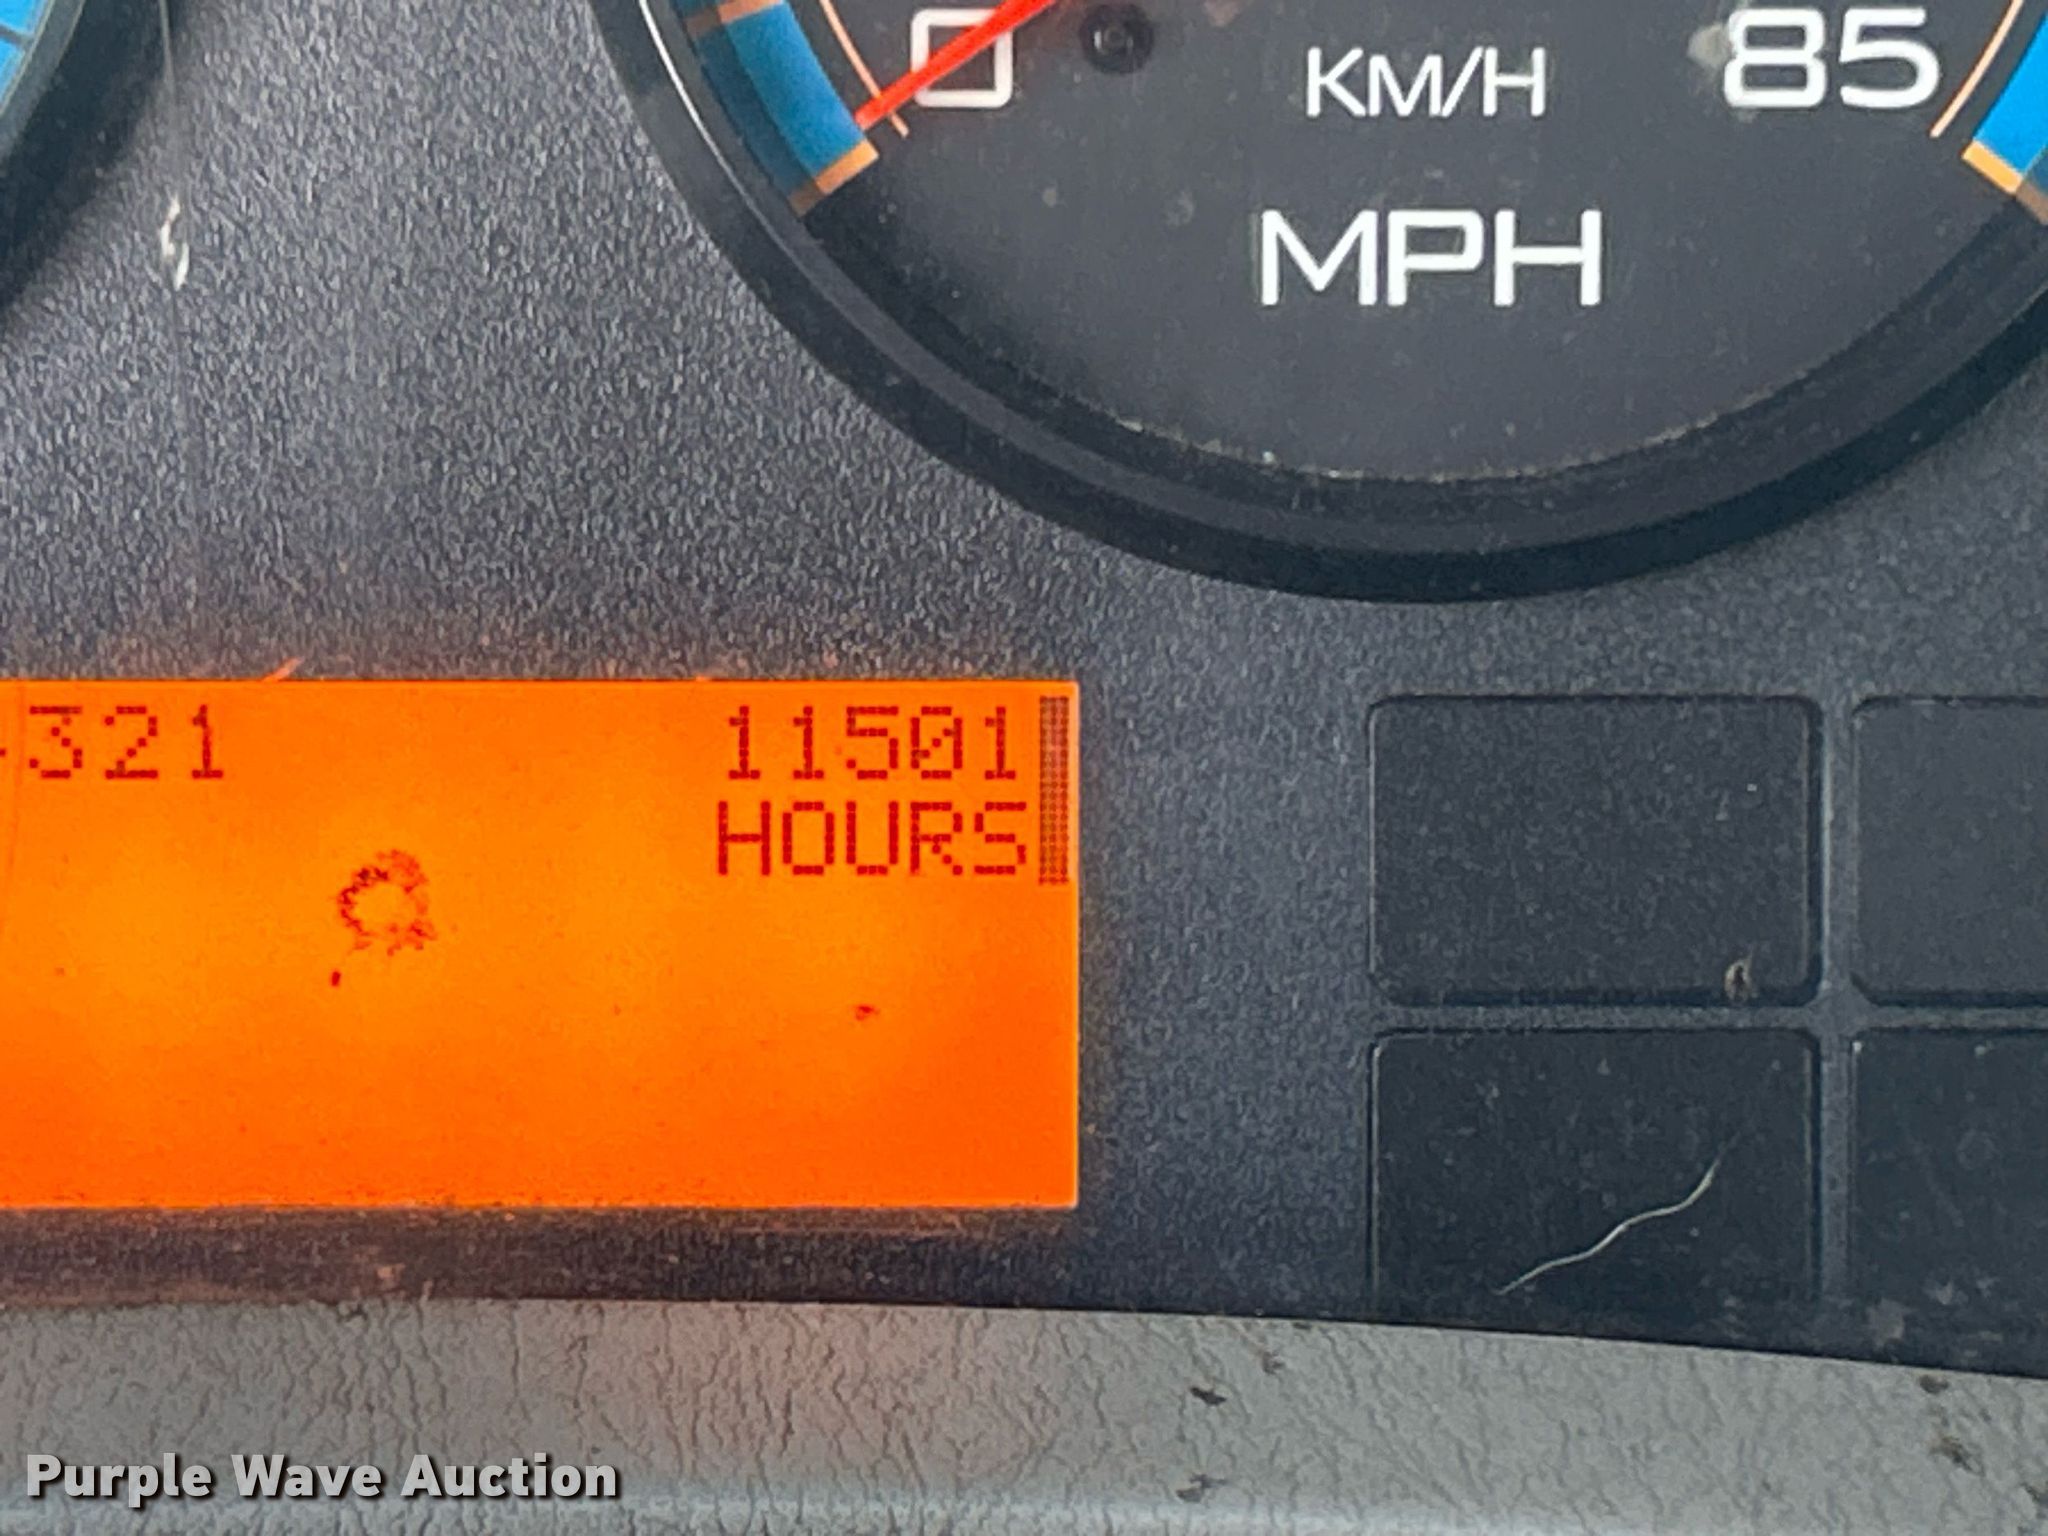 0 85
KM/H
MPH
321 11501
HOURS
Purple Wave Auction